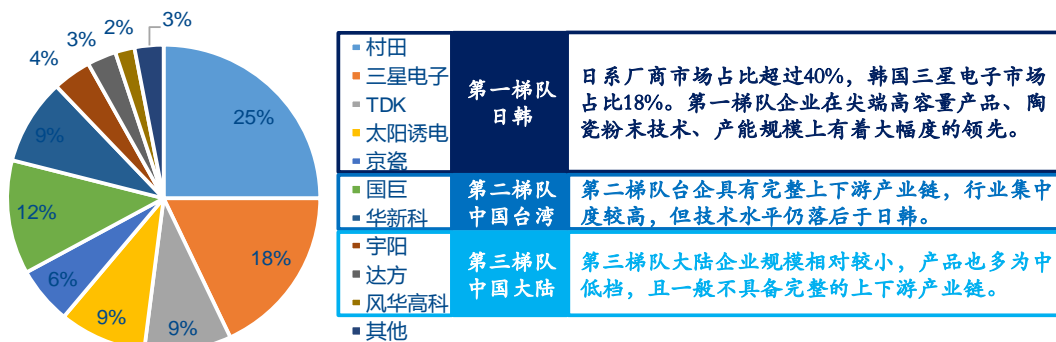 3%
2%
3%
4%
9%
12%
6%
9%
9%
18%
25%
村田
三星电子
TDK
太阳诱电
京瓷
国巨
华新科
宇阳
达方
风华高科
其他
第一梯队
日韩
日系厂商市场占比超过40%，韩国三星电子市场
占比18%。第一梯队企业在尖端高容量产品、陶
瓷粉末技术、产能规模上有着大幅度的领先。
第二梯队
中国台湾
第二梯队台企具有完整上下游产业链，行业集中
度较高，但技术水平仍落后于日韩。
第三梯队
中国大陆
第三梯队大陆企业规模相对较小，产品也多为中
低档，且一般不具备完整的上下游产业链。